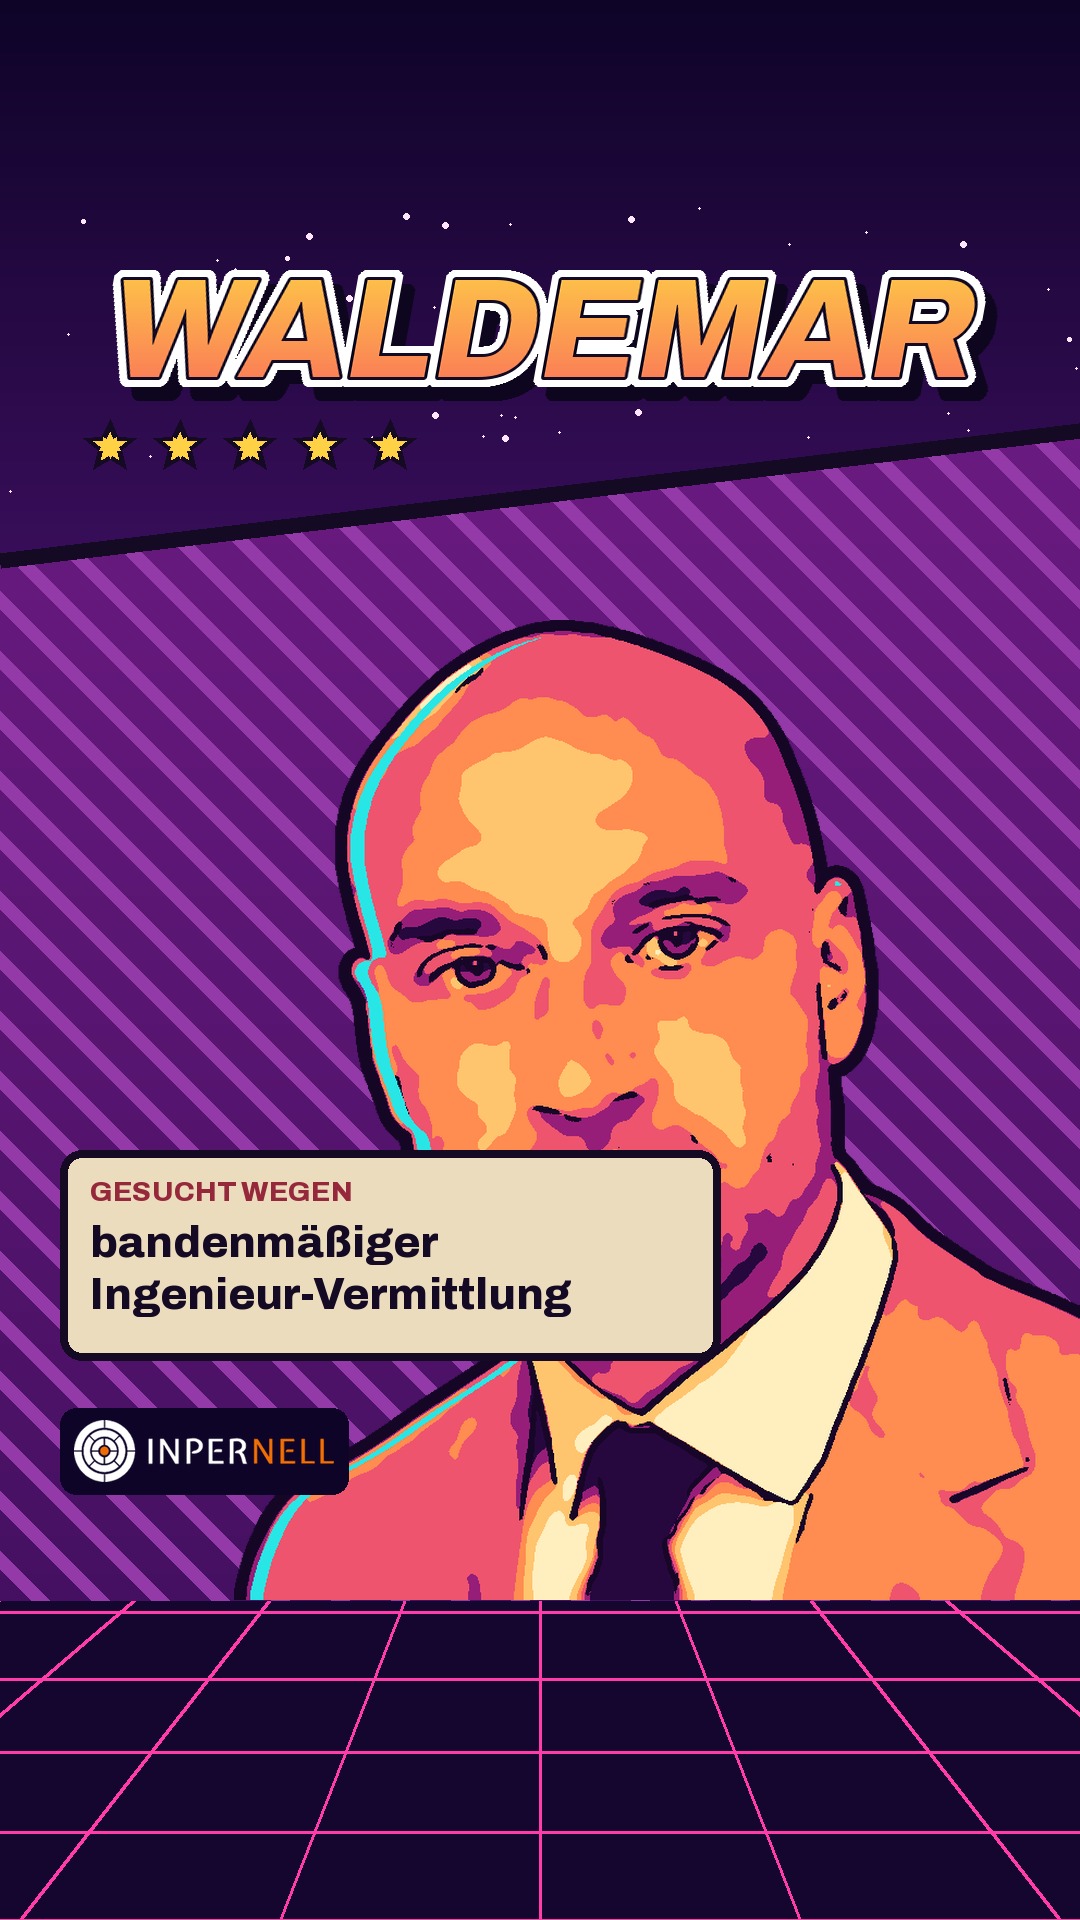 WALDEMAR
GESUCHT WEGEN
bandenmäßiger
Ingenieur-Vermittlung
INPERNELL